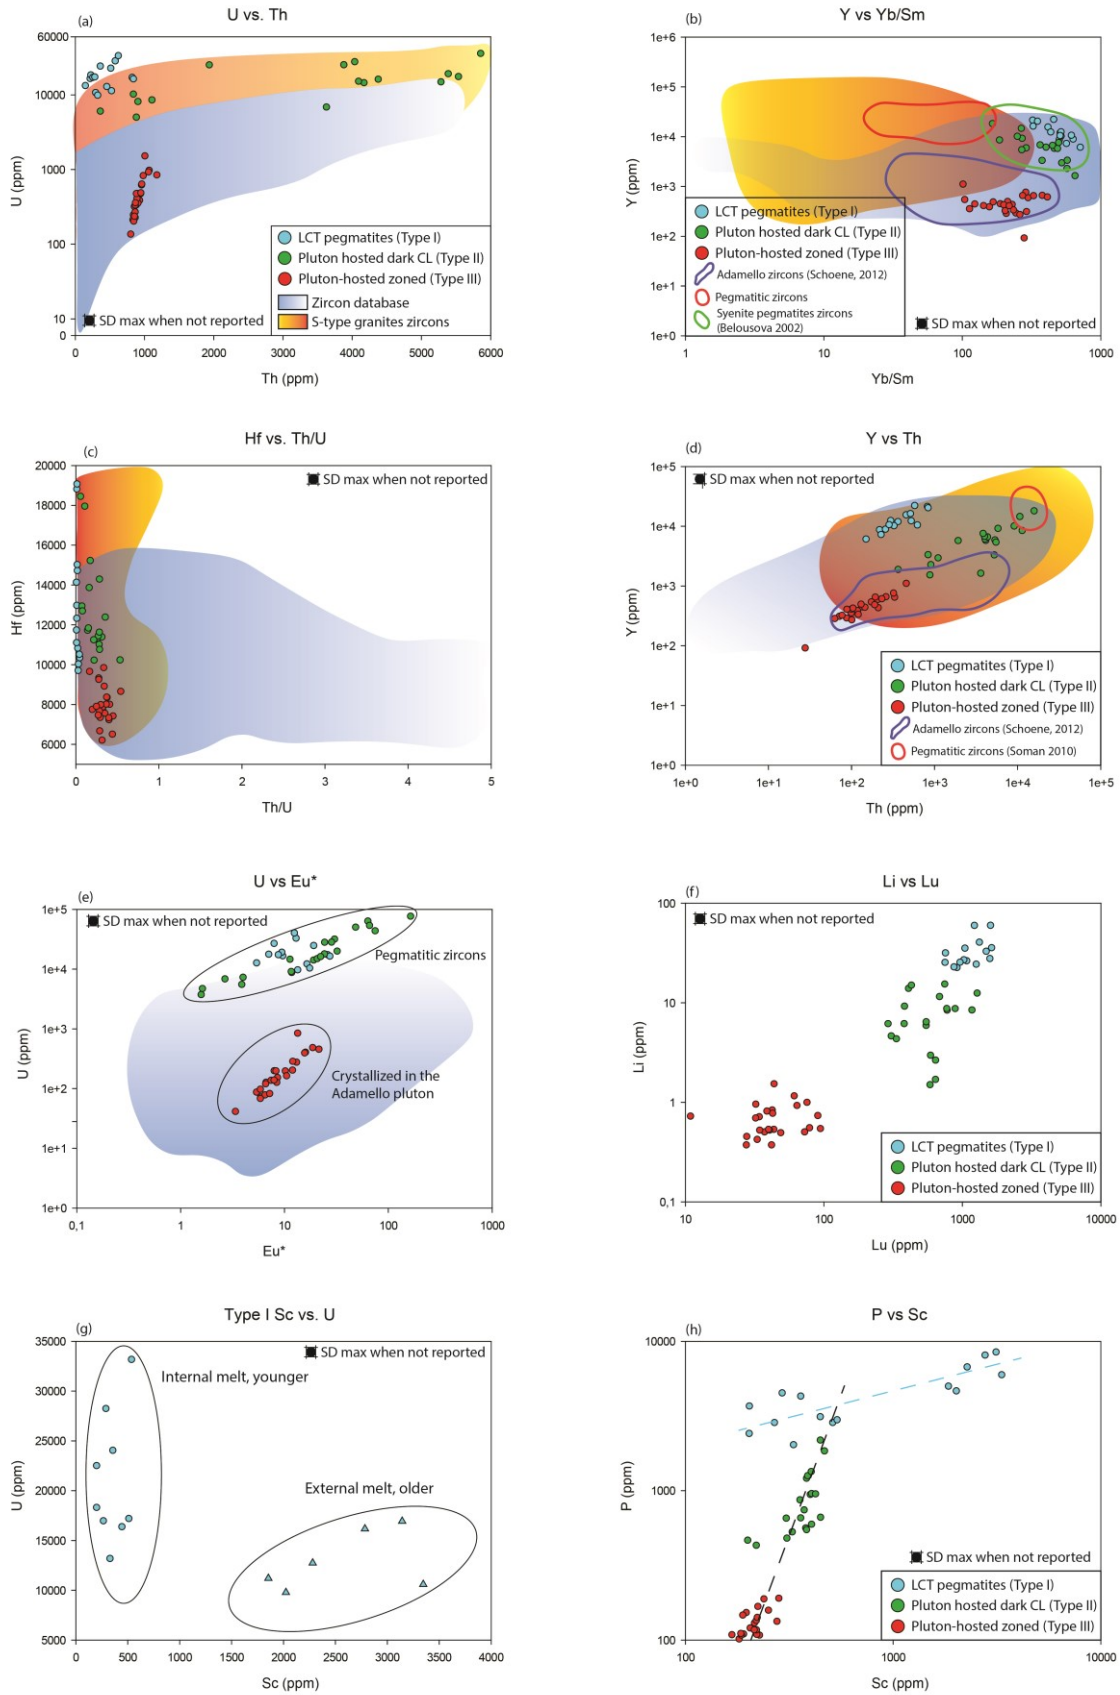 U vs. Th
(a)
60000
10000
1000
100
10
0
U (ppm)
LCT pegmatites (Type I)
Pluton hosted dark CL (Type II)
Pluton-hosted zoned (Type III)
Zircon database
S-type granites zircons
SD max when not reported
0 1000 2000 3000 4000 5000 6000
Th (ppm)
Y vs Yb/Sm
(b)
1e+6
1e+5
1e+4
1e+3
1e+2
1e+1
1e+0
Y (ppm)
LCT pegmatites (Type I)
Pluton hosted dark CL (Type II)
Pluton-hosted zoned (Type III)
Adamello zircons (Schoene, 2012)
Pegmatitic zircons
Syenite pegmatites zircons
(Belousova 2002)
SD max when not reported
1 10 100 1000
Yb/Sm
Hf vs. Th/U
(c)
SD max when not reported
20000
18000
16000
14000
12000
10000
8000
6000
Hf (ppm)
0 1 2 3 4 5
Th/U
Y vs Th
(d)
SD max when not reported
1e+5
1e+4
1e+3
1e+2
1e+1
1e+0
Y (ppm)
LCT pegmatites (Type I)
Pluton hosted dark CL (Type II)
Pluton-hosted zoned (Type III)
Adamello zircons (Schoene, 2012)
Pegmatitic zircons (Soman 2010)
1e+0 1e+1 1e+2 1e+3 1e+4 1e+5
Th (ppm)
U vs Eu*
(e)
SD max when not reported
1e+5
1e+4
1e+3
1e+2
1e+1
1e+0
U (ppm)
Pegmatitic zircons
Crystallized in the
Adamello pluton
0,1 1 10 100 1000
Eu*
Li vs Lu
(f)
SD max when not reported
100
10
1
0,1
Li (ppm)
LCT pegmatites (Type I)
Pluton hosted dark CL (Type II)
Pluton-hosted zoned (Type III)
10 100 1000 10000
Lu (ppm)
Type I Sc vs. U
(g)
SD max when not reported
35000
30000
25000
20000
15000
10000
5000
U (ppm)
Internal melt, younger
External melt, older
0 500 1000 1500 2000 2500 3000 3500 4000
Sc (ppm)
P vs Sc
(h)
10000
1000
100
P (ppm)
SD max when not reported
LCT pegmatites (Type I)
Pluton hosted dark CL (Type II)
Pluton-hosted zoned (Type III)
100 1000 10000
Sc (ppm)